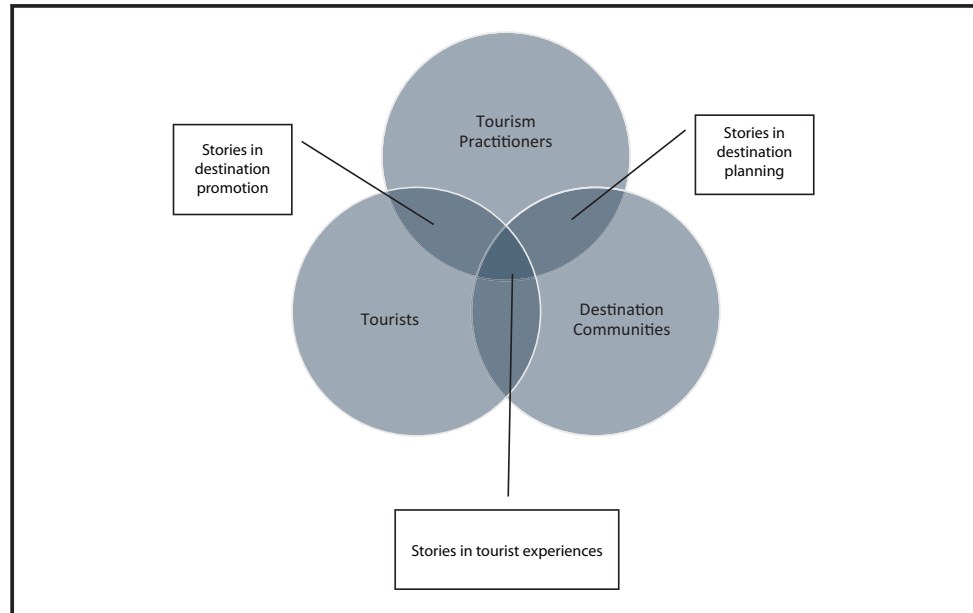 Tourism
Practitioners
Stories in
destination
promotion
Stories in
destination
planning
Tourists
Destination
Communities
Stories in tourist experiences